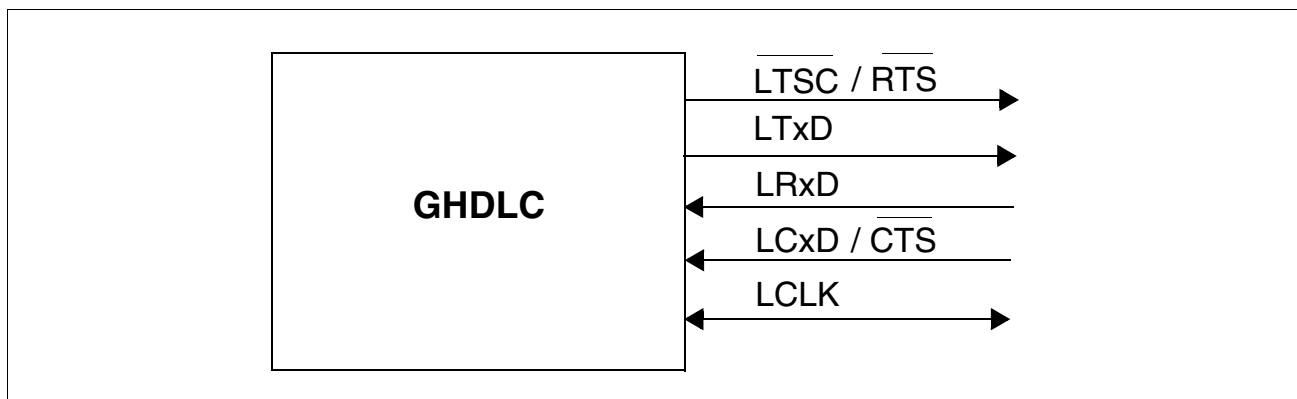 LTSC / RTS
LTxD
GHDLC
LRxD
LCxD / CTS
LCLK